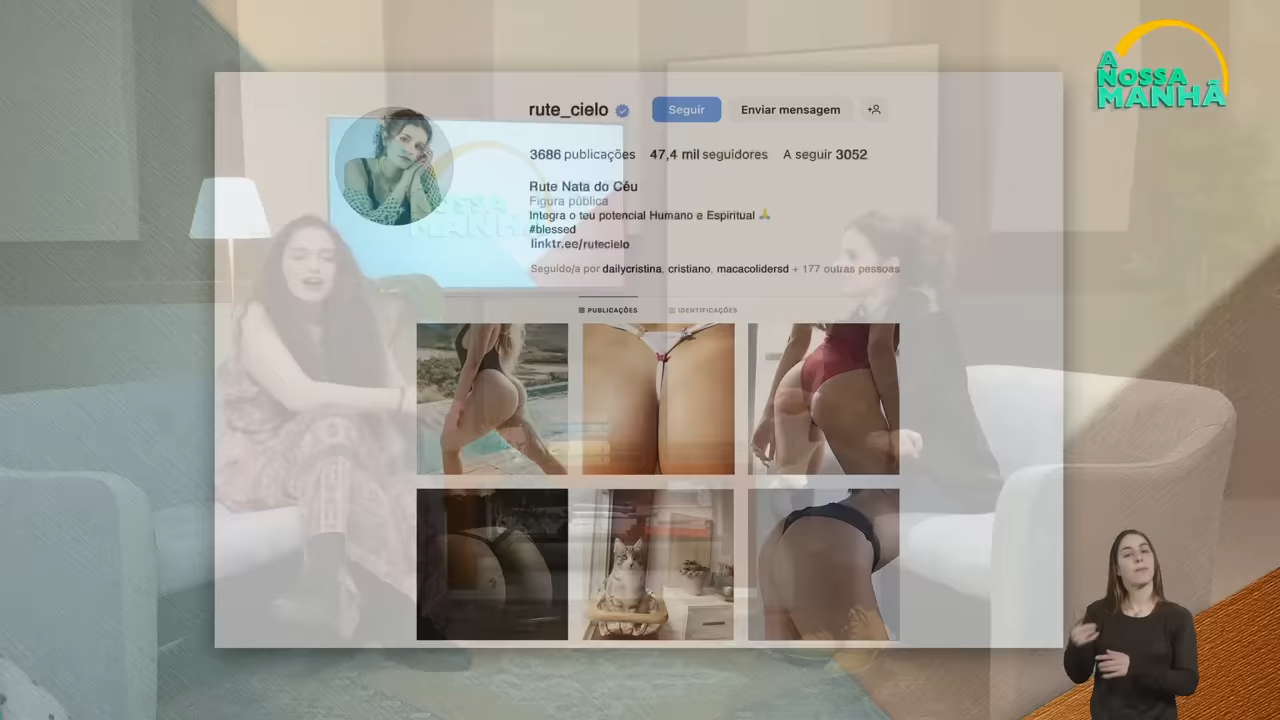 A
NOSSA
MANHÃ
rute_cielo
Seguir
Enviar mensagem
3686 publicações
47,4 mil seguidores
A seguir 3052
Rute Nata do Céu
Figura pública
Integra o teu potencial Humano e Espiritual 🙏
#blessed
linktr.ee/rutecielo
Seguido/a por dailycristina, cristiano, macacolidersd + 177 outras pessoas
PUBLICAÇÕES
IDENTIFICAÇÕES
NOSSA
MANHÃ